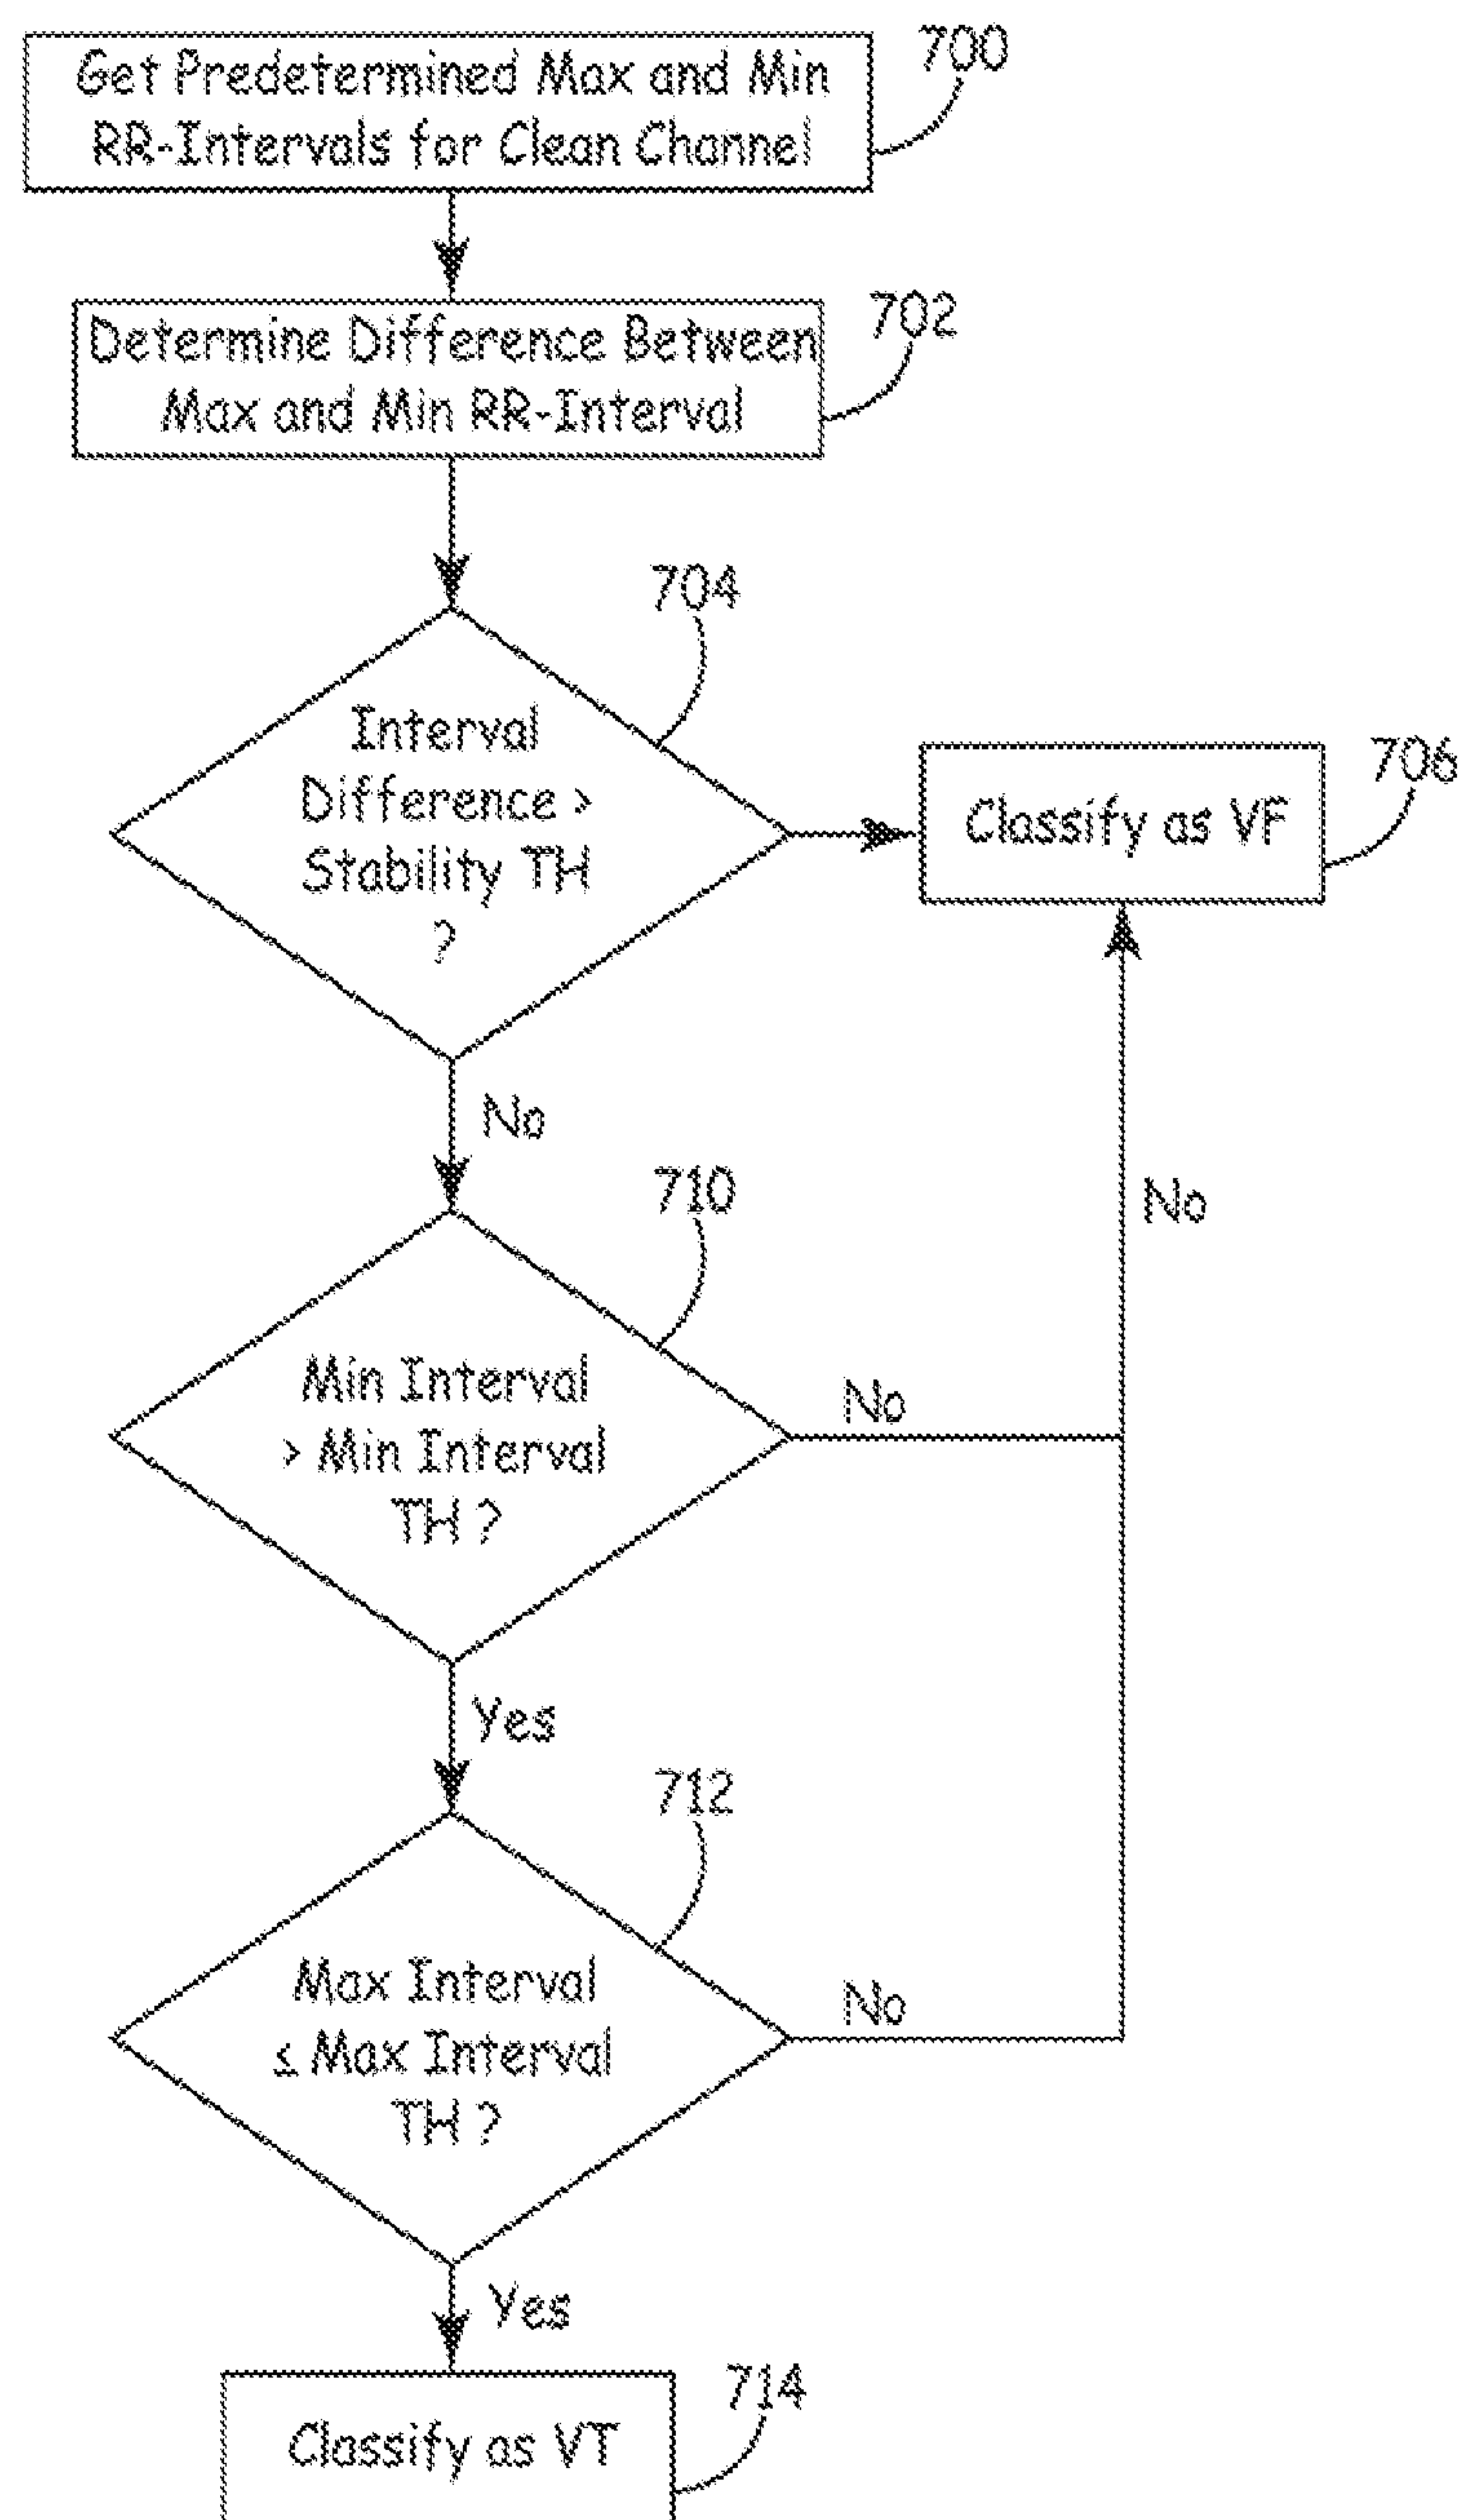 Get Predetermined Max and Min
RR-Intervals for Clean Channel
700
Determine Difference Between
Max and Min RR-Interval
702
704
Interval
Difference >
Stability TH
?
706
Classify as VF
No
710
No
Min Interval
> Min Interval
TH ?
No
Yes
712
Max Interval
≤ Max Interval
TH ?
No
Yes
714
Classify as VT